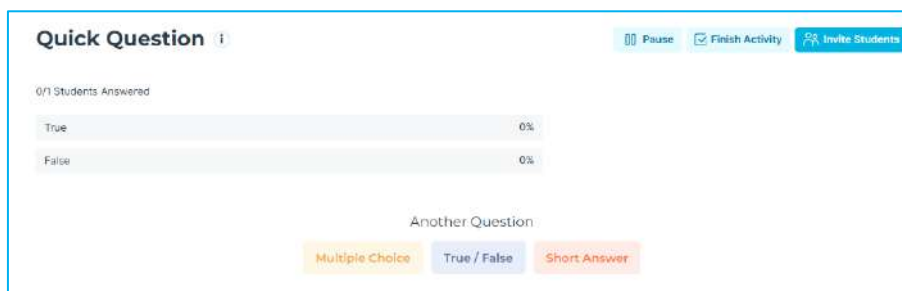 Quick Question i
Pause
Finish Activity
Invite Students
0/1 Students Answered
True 0%
False 0%
Another Question
Multiple Choice True / False Short Answer